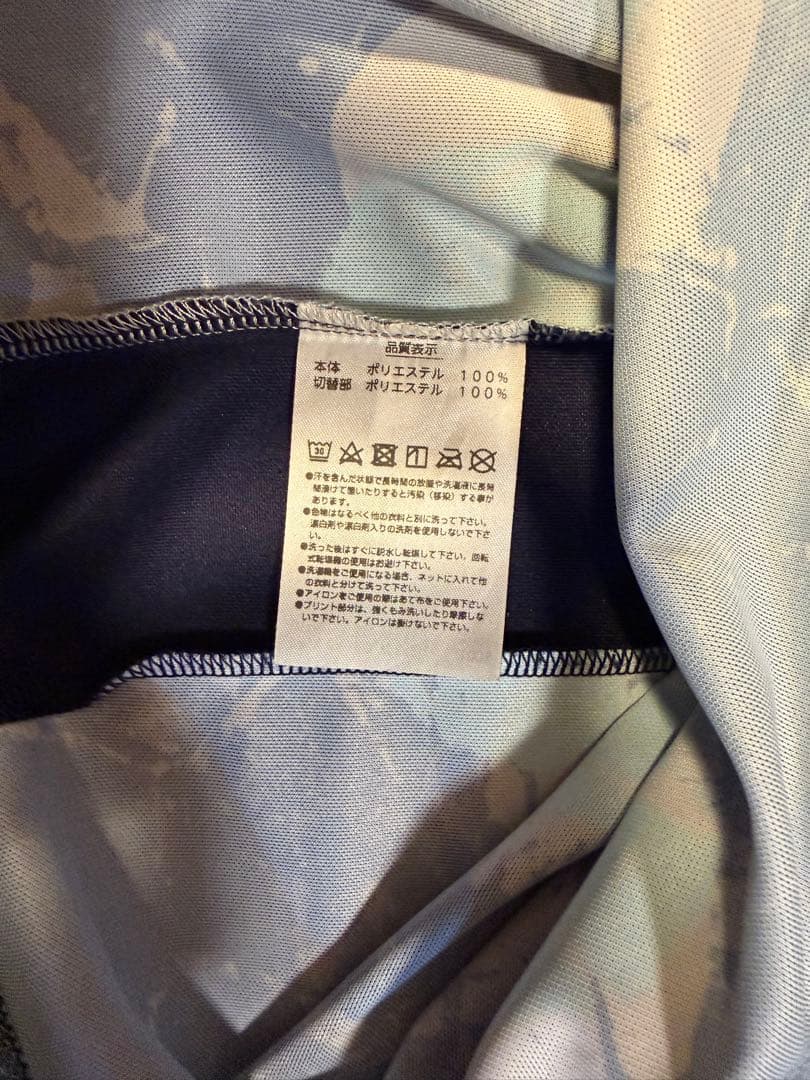 品質表示
本体 ポリエステル 100%
切替部 ポリエステル 100%
30
●汗を含んだ状態で長時間の放置や洗濯液に長時
間漬けて置いたりすると汚染(移染)する事が
あります。
●色物はなるべく他の衣料と別に洗って下さい。
漂白剤や漂白剤入りの洗剤を使用しないで下さ
い。
●洗った後はすぐに脱水し乾燥して下さい。回転
式乾燥機の使用はお避け下さい。
●洗濯機をご使用になる場合、ネットに入れて他
の衣料と分けて洗って下さい。
●アイロンをご使用の際はあて布をご使用下さい。
●プリント部分は、強くもみ洗いしたり摩擦しな
いで下さい。アイロンは掛けないで下さい。